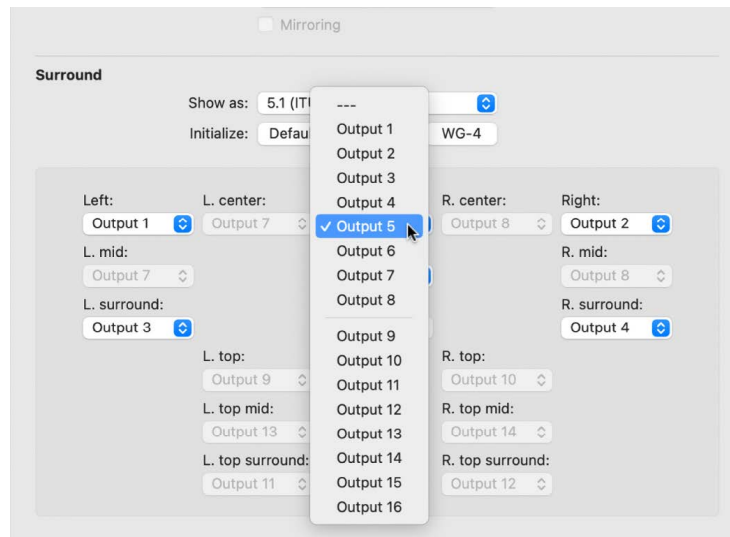 Mirroring
Surround
Show as: 5.1 (ITU
Initialize: Defau WG-4
---
Output 1
Output 2
Output 3
Output 4
Output 5
Output 6
Output 7
Output 8
Output 9
Output 10
Output 11
Output 12
Output 13
Output 14
Output 15
Output 16
Left: L. center: R. center: Right:
Output 1 Output 7 Output 8 Output 2
L. mid: R. mid:
Output 7 Output 8
L. surround: R. surround:
Output 3 Output 4
L. top: R. top:
Output 9 Output 10
L. top mid: R. top mid:
Output 13 Output 14
L. top surround: R. top surround:
Output 11 Output 12